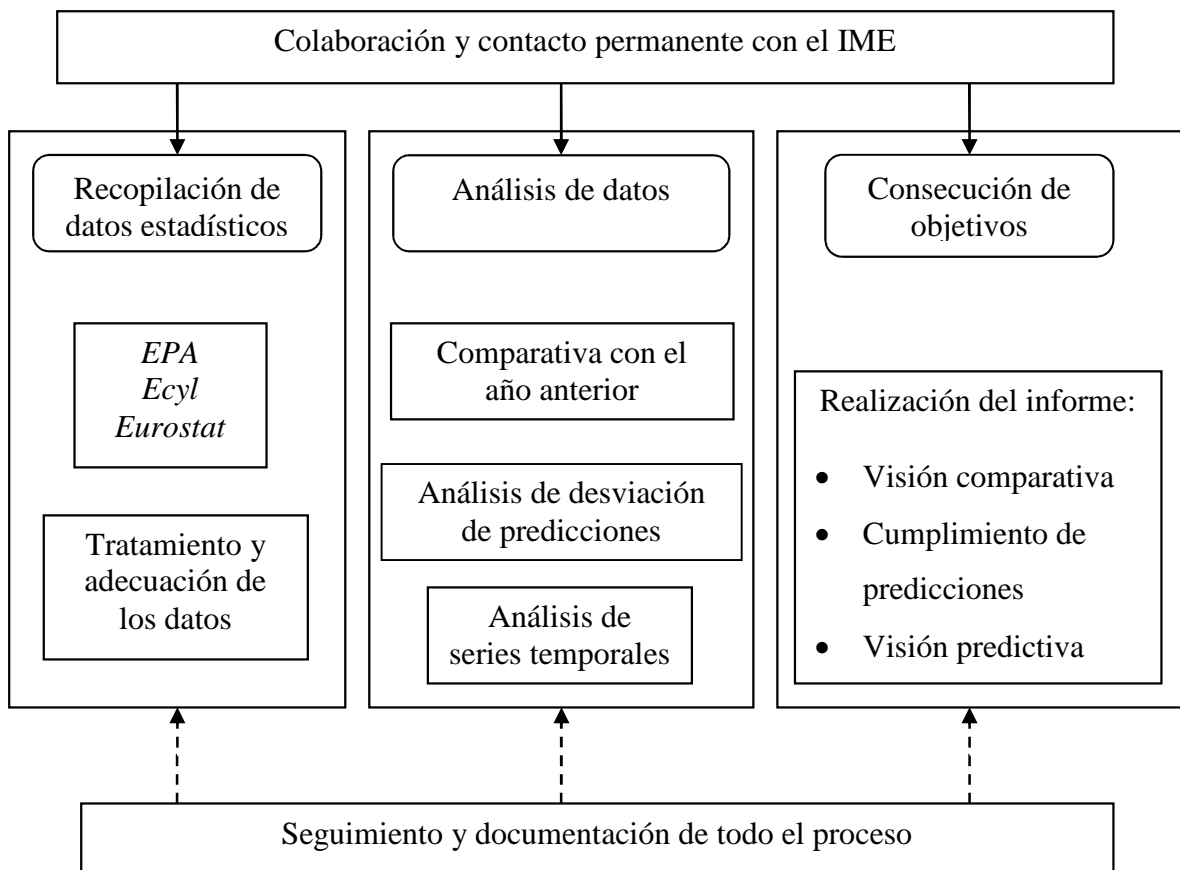 Colaboración y contacto permanente con el IME
Recopilación de
datos estadísticos
EPA
Ecyl
Eurostat
Tratamiento y
adecuación de
los datos
Análisis de datos
Comparativa con el
año anterior
Análisis de desviación
de predicciones
Análisis de
series temporales
Consecución de
objetivos
Realización del informe:
• Visión comparativa
• Cumplimiento de
predicciones
• Visión predictiva
Seguimiento y documentación de todo el proceso